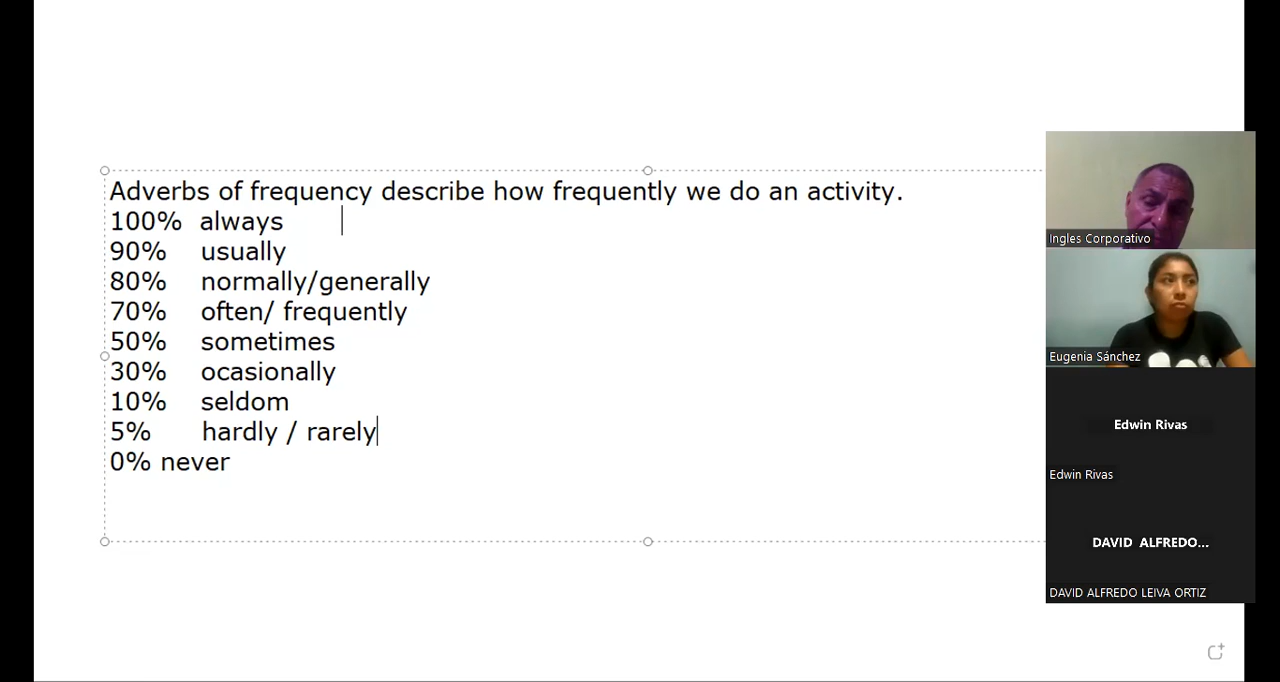 Adverbs of frequency describe how frequently we do an activity.
100% always
90% usually
80% normally/generally
70% often/ frequently
50% sometimes
30% ocasionally
10% seldom
5% hardly / rarely
0% never
Ingles Corporativo
Eugenia Sánchez
Edwin Rivas
Edwin Rivas
DAVID ALFREDO...
DAVID ALFREDO LEIVA ORTIZ